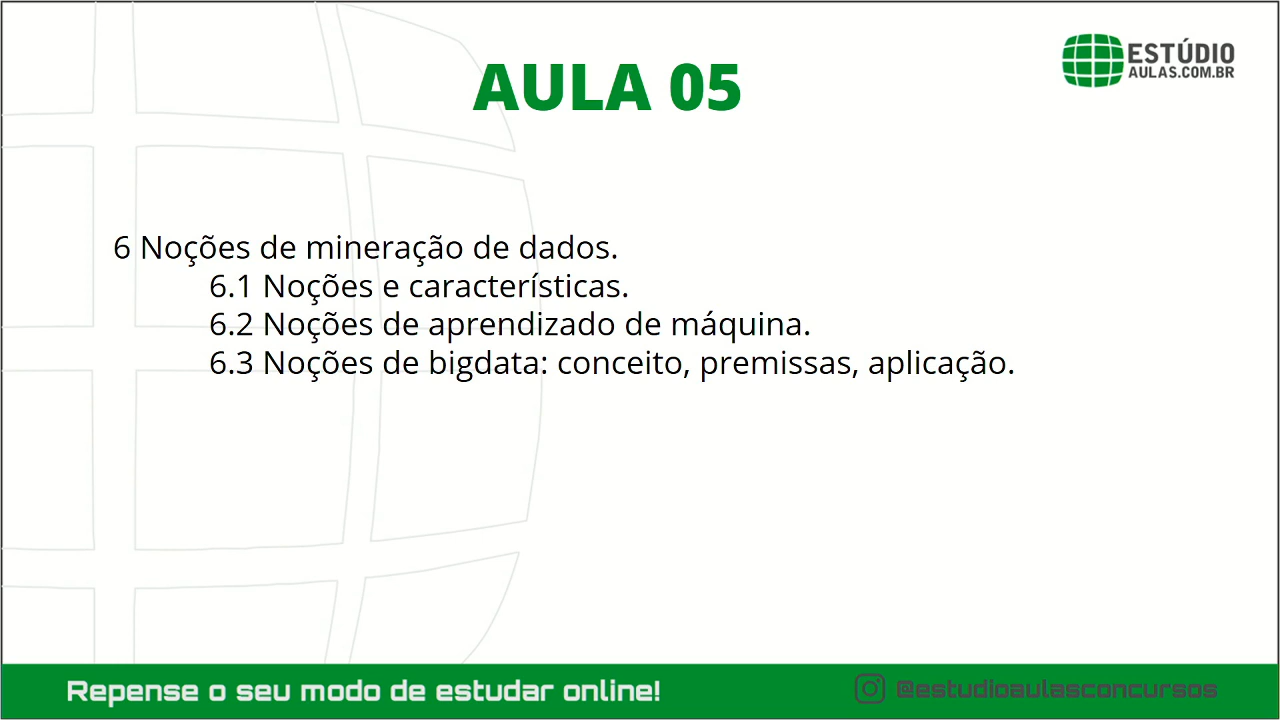 AULA 05
ESTÚDIO
AULAS.COM.BR
6 Noções de mineração de dados.
6.1 Noções e características.
6.2 Noções de aprendizado de máquina.
6.3 Noções de bigdata: conceito, premissas, aplicação.
Repense o seu modo de estudar online!
@estudioaulasconcursos